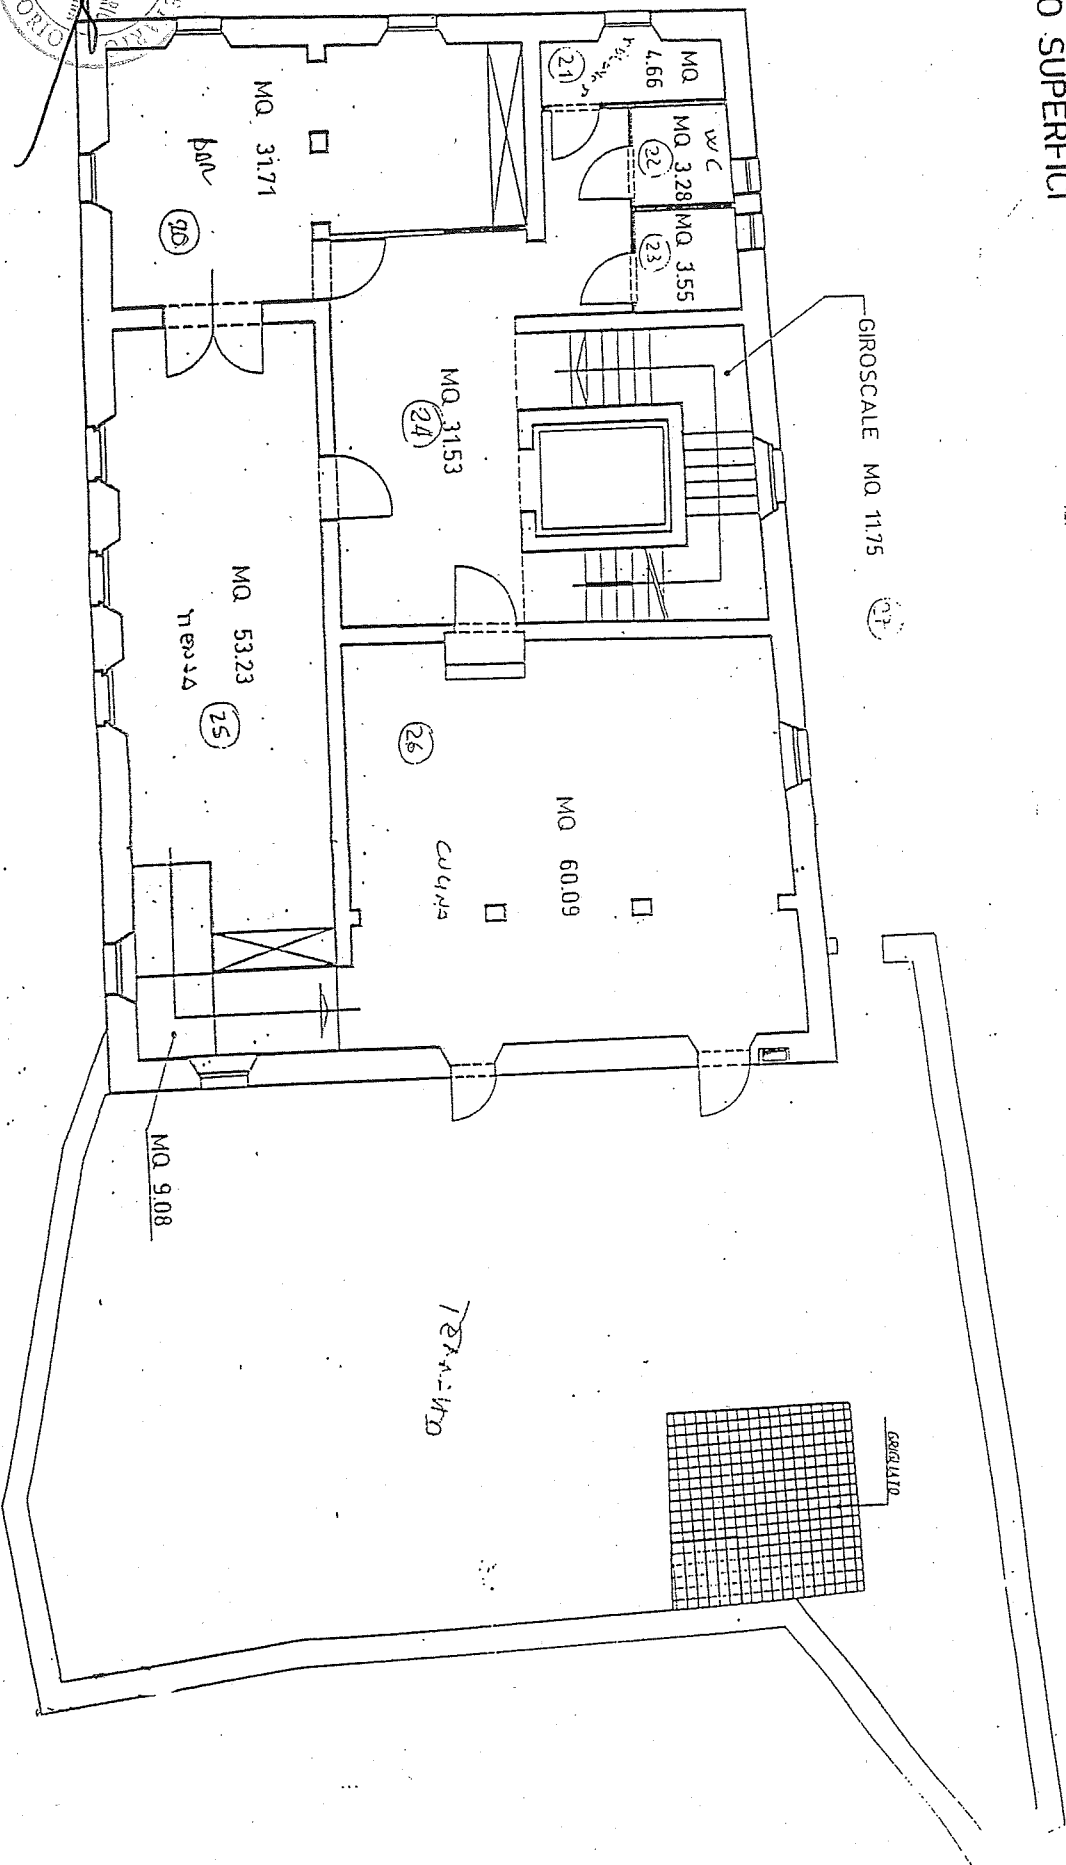 O SUPERFICI
GIROSCALE MQ 11.75
27
MQ
4.66
21
WC
MQ 3.28
22
MQ 3.55
23
MQ 31.71
bar
20
MQ 31.53
24
MQ 53.23
mensa
25
26
MQ 60.09
CUCINA
MQ 9.08
GRIGLIATO